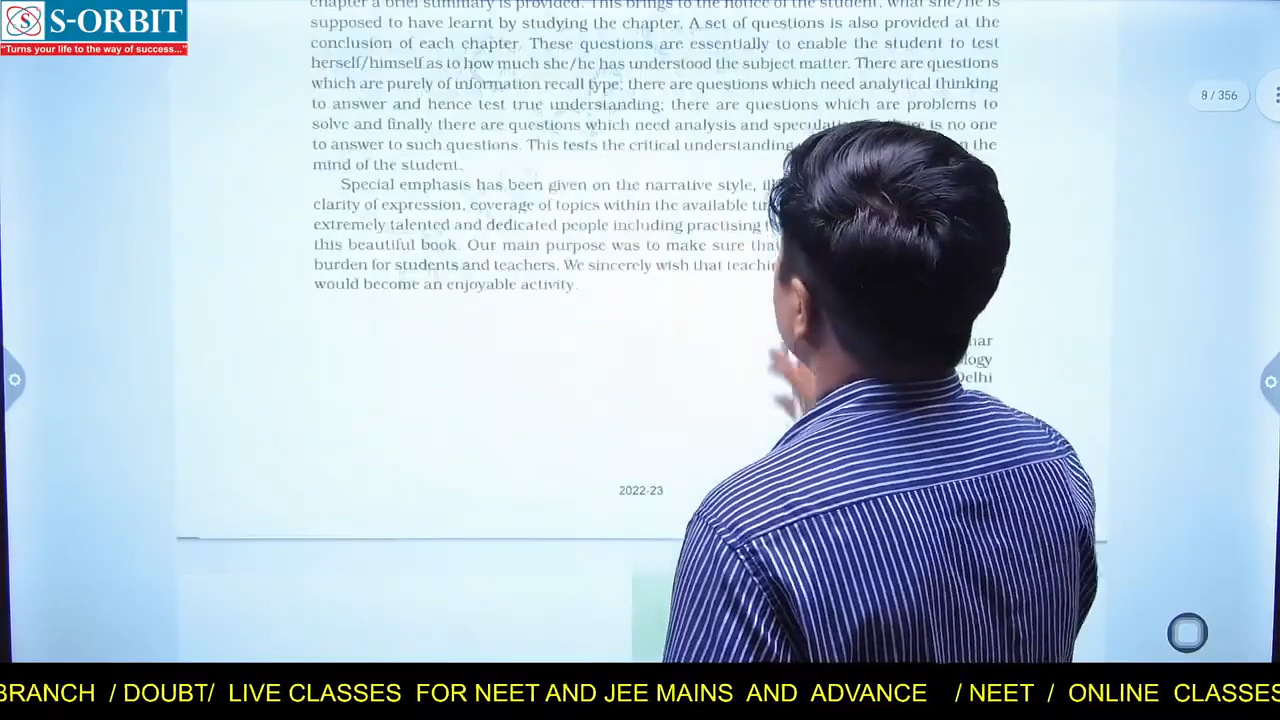 S-ORBIT
"Turns your life to the way of success..."
chapter a brief summary is provided. This brings to the notice of the student, what she/he is
supposed to have learnt by studying the chapter. A set of questions is also provided at the
conclusion of each chapter. These questions are essentially to enable the student to test
herself/himself as to how much she/he has understood the subject matter. There are questions
which are purely of information recall type; there are questions which need analytical thinking
to answer and hence test true understanding; there are questions which are problems to
solve and finally there are questions which need analysis and is no one
to answer to such questions. This tests the critical understanding the
mind of the student.
Special emphasis has been given on the narrative style,
clarity of expression, coverage of topics within the available
extremely talented and dedicated people including practising
this beautiful book. Our main purpose was to make sure
burden for students and teachers. We sincerely wish that
would become an enjoyable activity.
Delhi
2022-23
8 / 356
BRANCH / DOUBT/ LIVE CLASSES FOR NEET AND JEE MAINS AND ADVANCE / NEET / ONLINE CLASSES